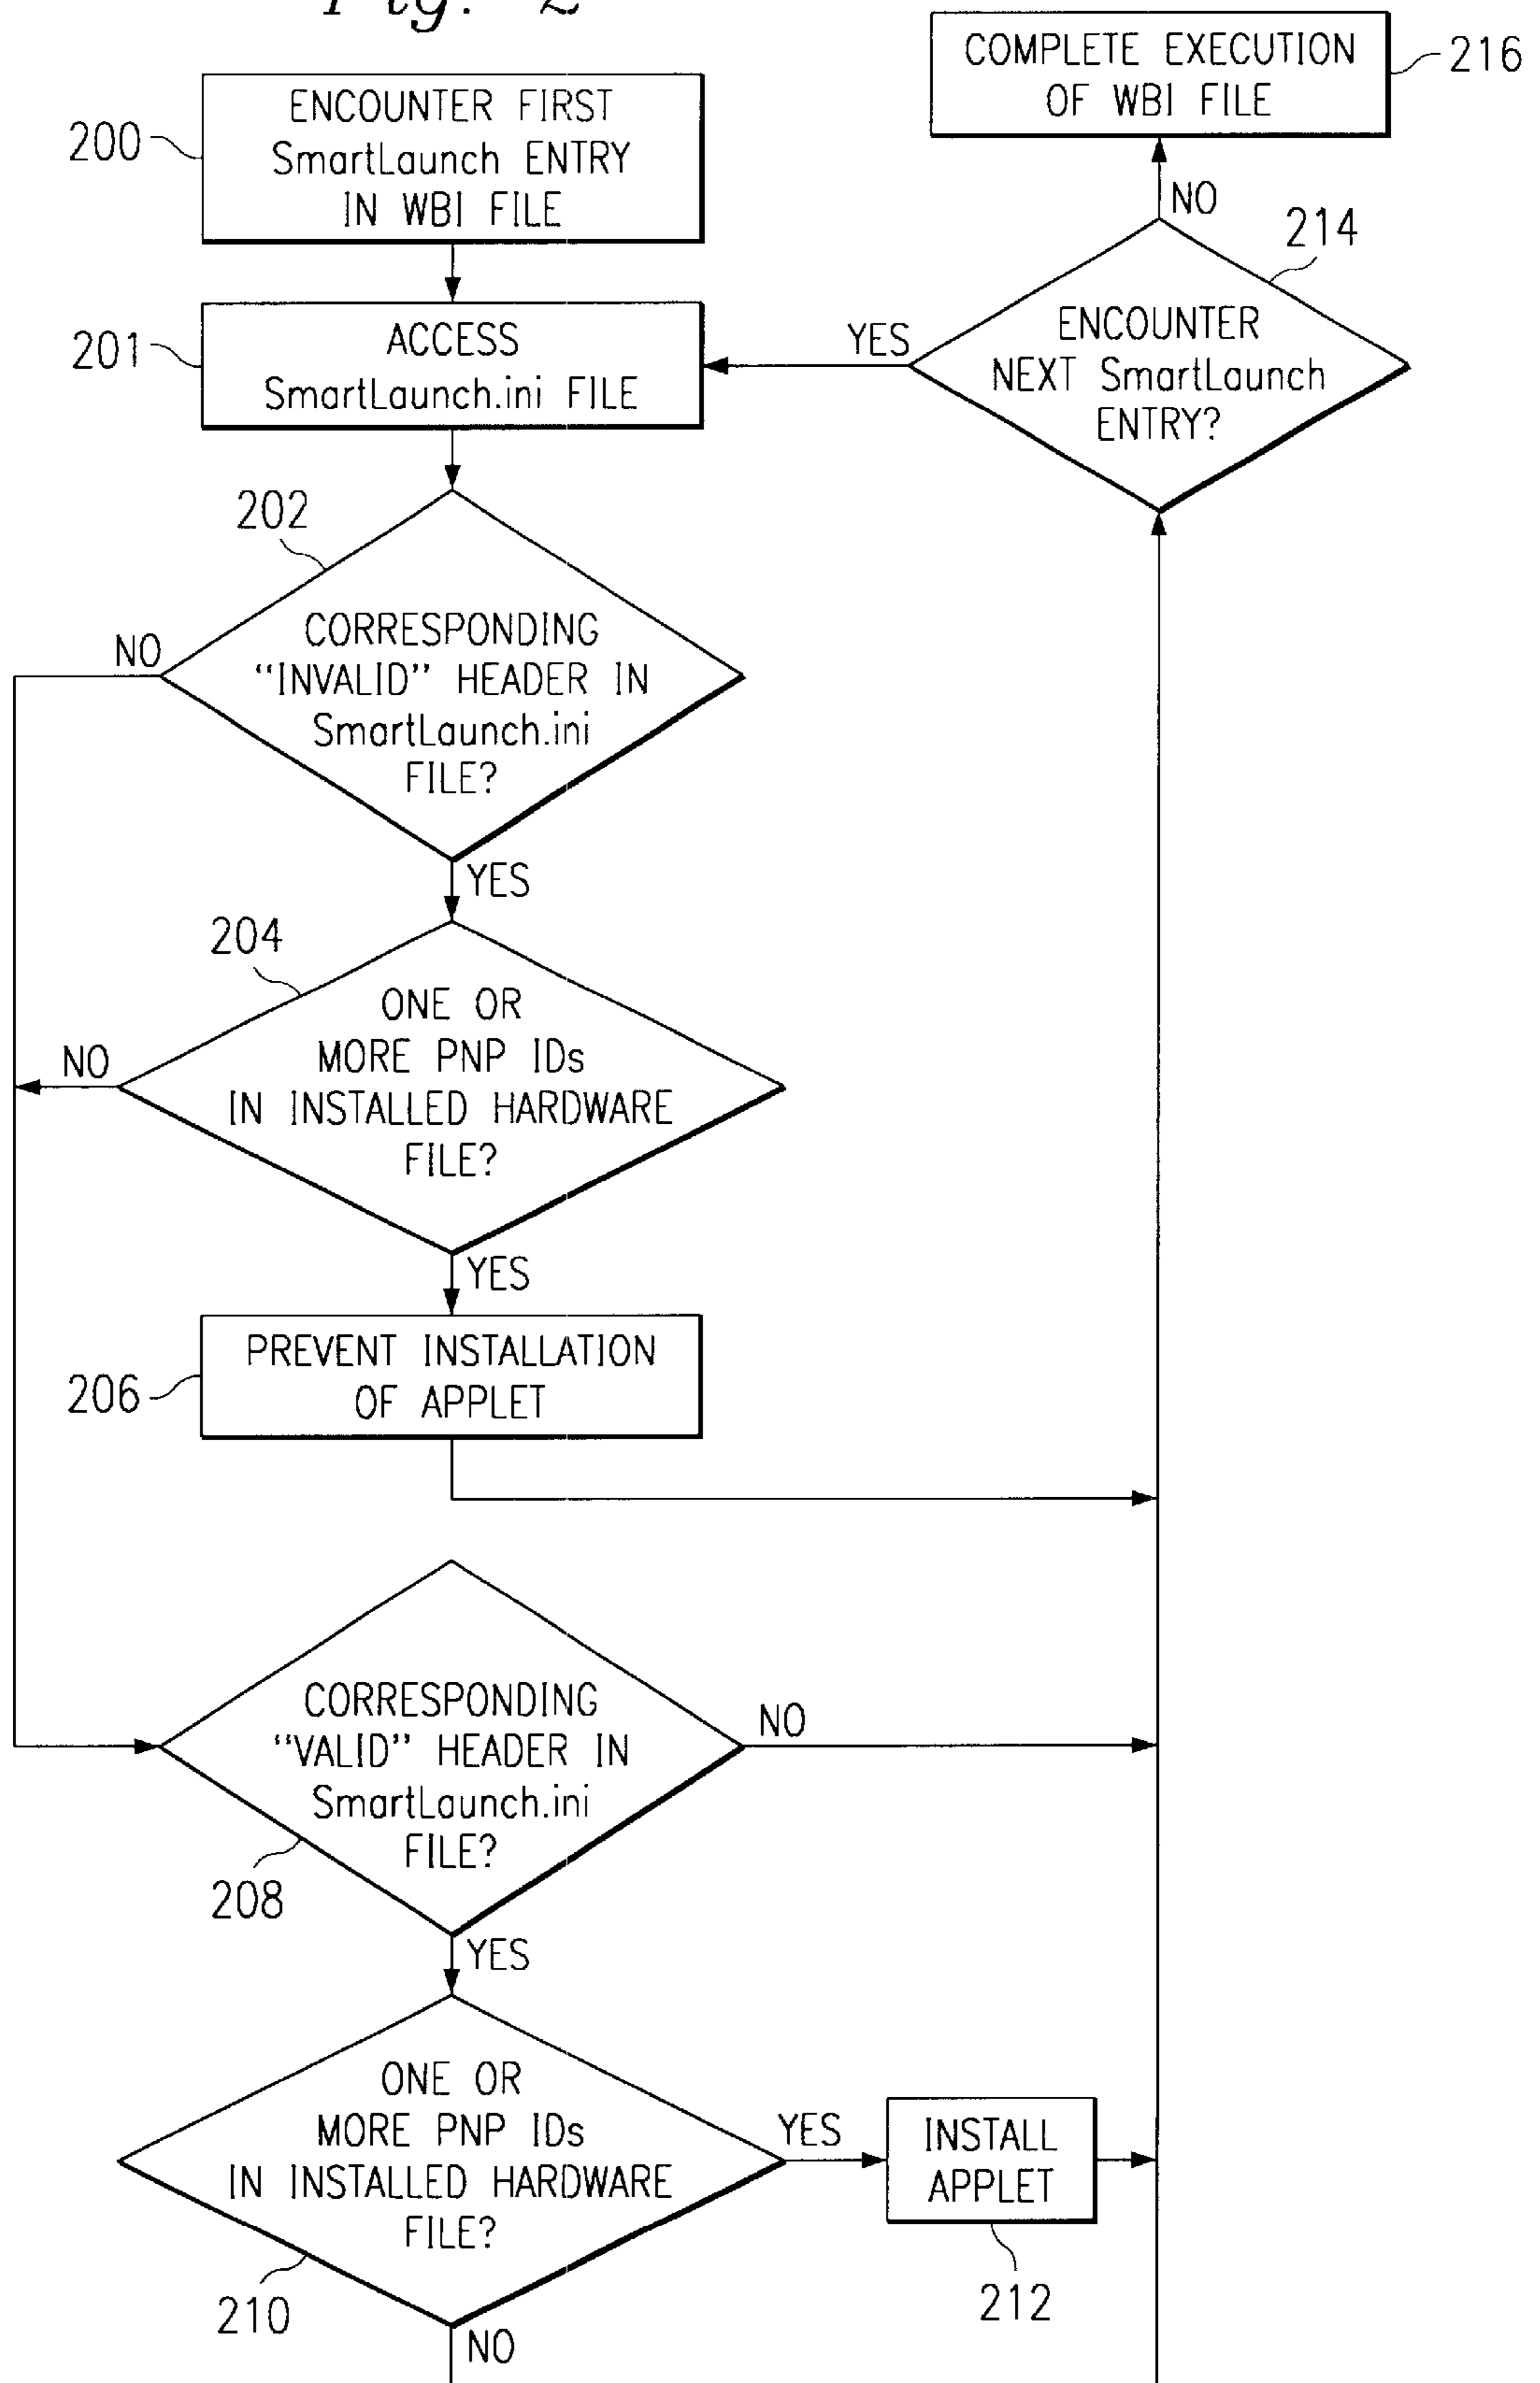 Fig. 2
200
ENCOUNTER FIRST
SmartLaunch ENTRY
IN WBI FILE
COMPLETE EXECUTION
OF WBI FILE
216
NO
214
201
ACCESS
SmartLaunch.ini FILE
YES
ENCOUNTER
NEXT SmartLaunch
ENTRY?
202
NO
CORRESPONDING
“INVALID” HEADER IN
SmartLaunch.ini
FILE?
YES
204
NO
ONE OR
MORE PNP IDs
IN INSTALLED HARDWARE
FILE?
YES
206
PREVENT INSTALLATION
OF APPLET
CORRESPONDING
“VALID” HEADER IN
SmartLaunch.ini
FILE?
NO
208
YES
ONE OR
MORE PNP IDs
IN INSTALLED HARDWARE
FILE?
YES
INSTALL
APPLET
210
212
NO